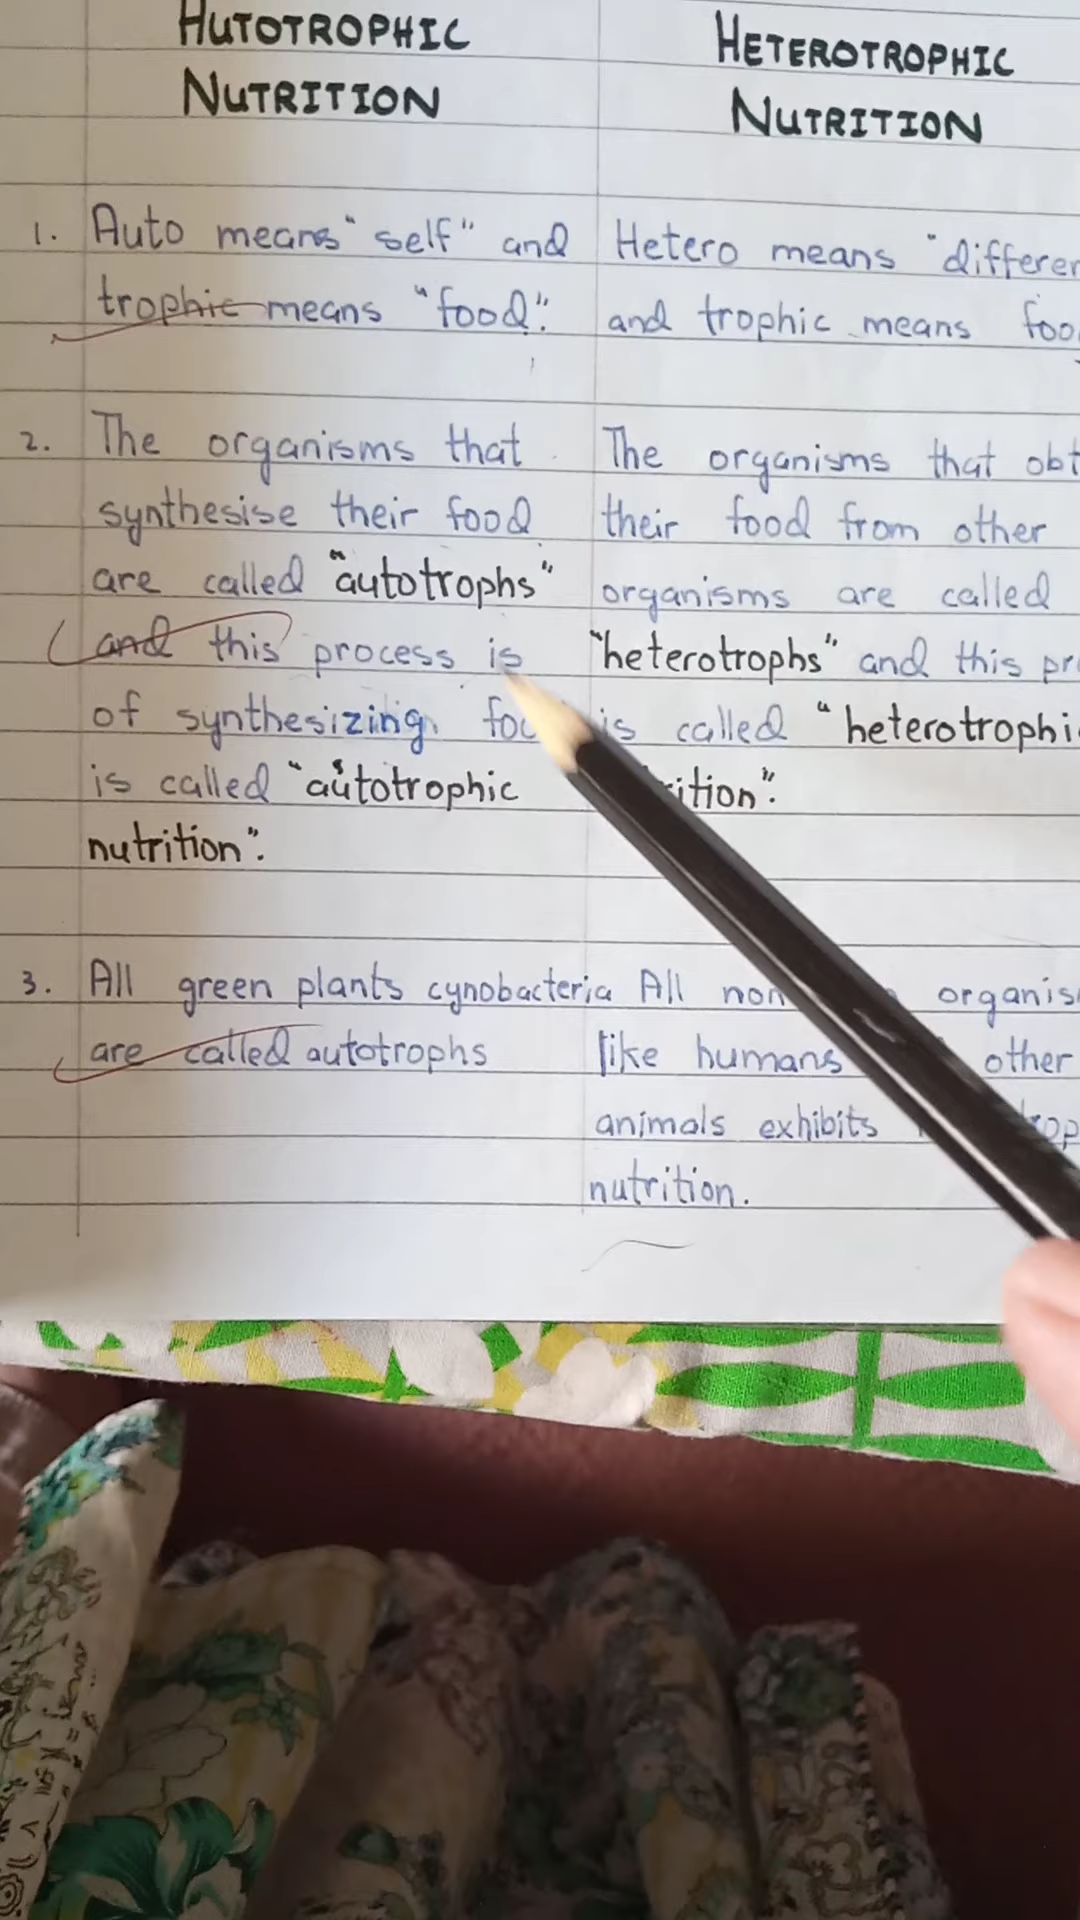 AUTOTROPHIC
NUTRITION
1. Auto means "self" and
trophic means "food".
2. The organisms that
synthesise their food
are called "autotrophs"
and this process is
of synthesizing
is called "autotrophic
nutrition".
3. All green plants cynobacteria
are called autotrophs
HETEROTROPHIC
NUTRITION
Hetero means "differen
and trophic means foo
The organisms that obt
their food from other
organisms are called
"heterotrophs" and this pr
is called "heterotrophi
ition".
All non organis
like humans other
animals exhibits
nutrition.